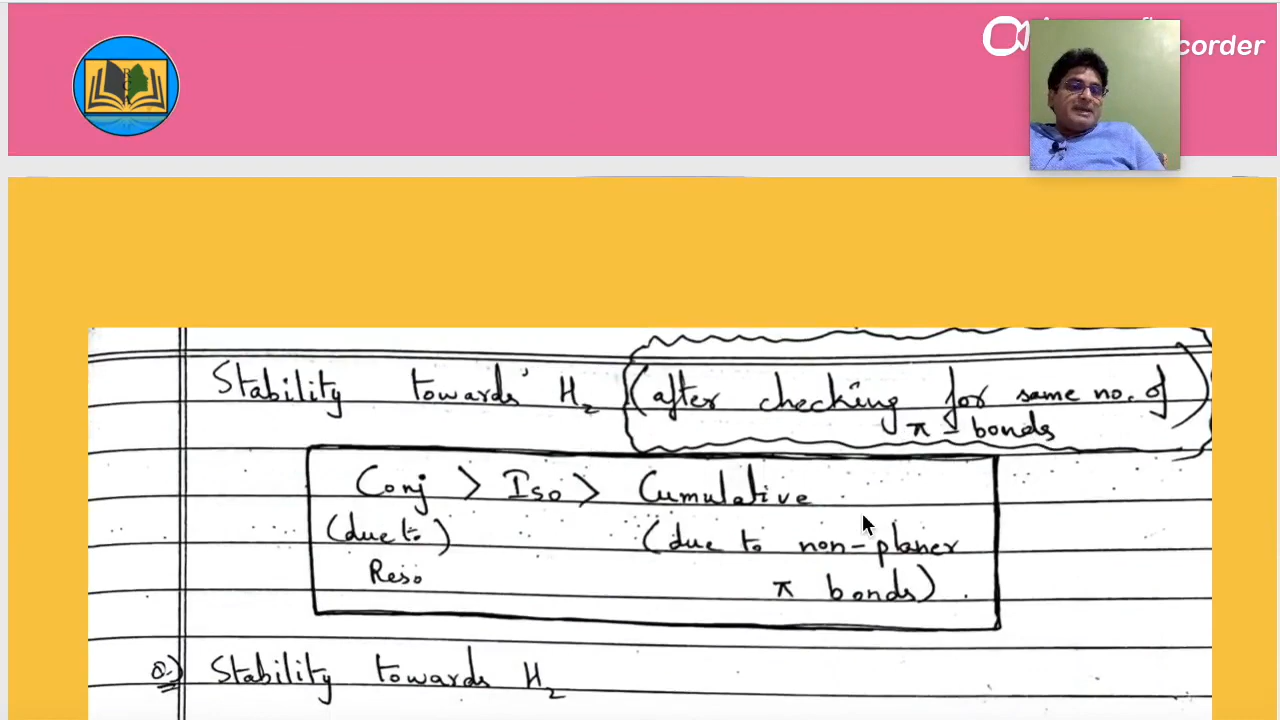 corder
Stability towards H₂ (after checking for same no. of
π - bonds)
Conj > Iso > Cumulative
(due to (due to non-planer
Reso) π bonds).
Q.) Stability towards H₂